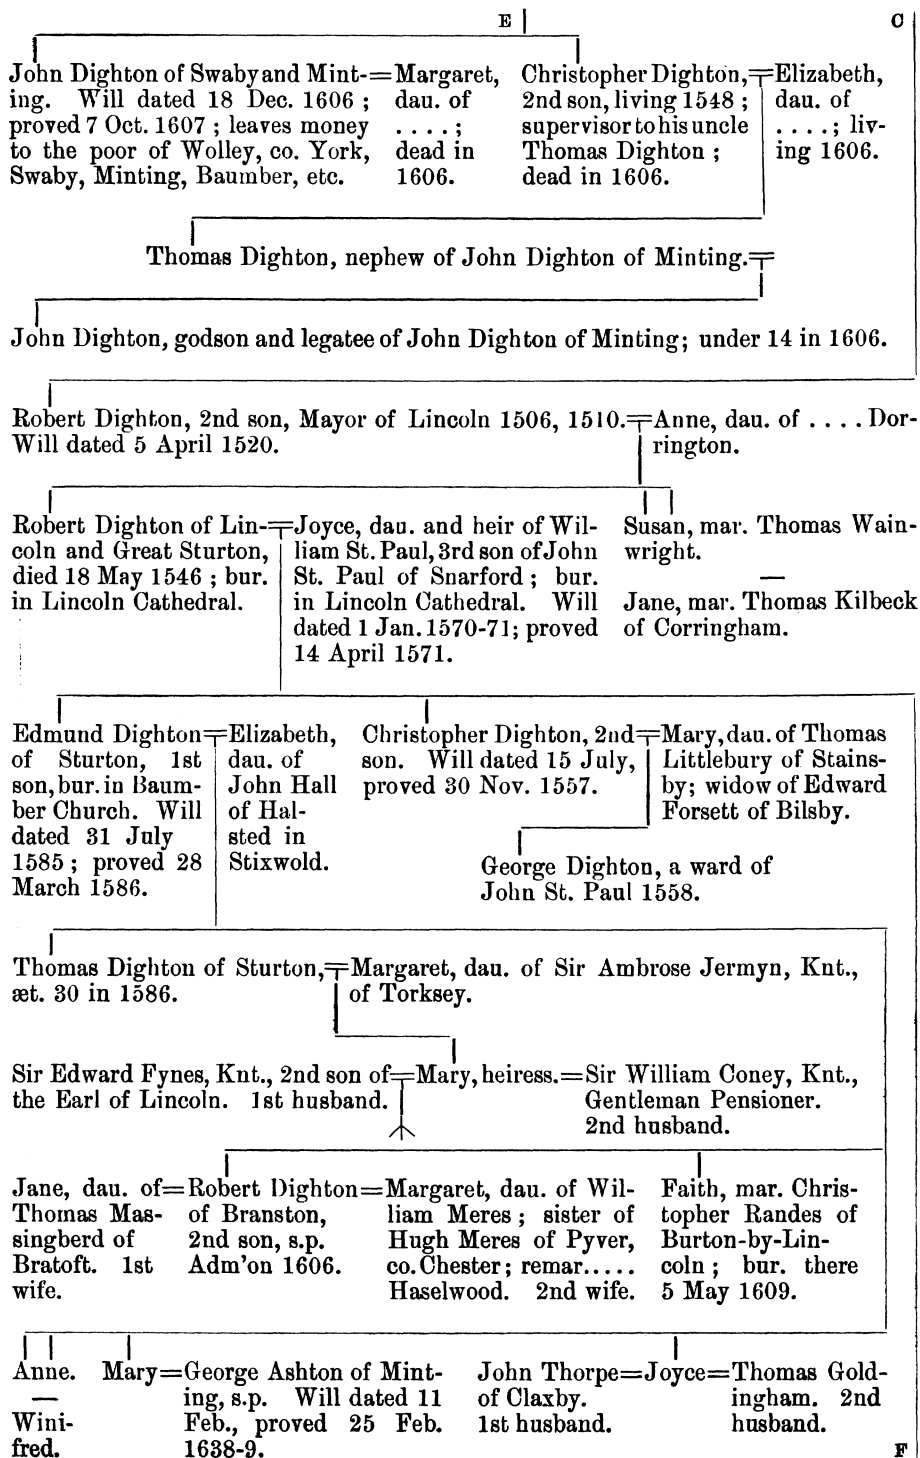 E C
John Dighton of Swaby and Mint-=Margaret,
ing. Will dated 18 Dec. 1606 ; dau. of
proved 7 Oct. 1607 ; leaves money . . . . ;
to the poor of Wolley, co. York, dead in
Swaby, Minting, Baumber, etc. 1606.
Christopher Dighton,=Elizabeth,
2nd son, living 1548 ; dau. of
supervisor to his uncle . . . . ; liv-
Thomas Dighton ; ing 1606.
dead in 1606.
Thomas Dighton, nephew of John Dighton of Minting.=
John Dighton, godson and legatee of John Dighton of Minting; under 14 in 1606.
Robert Dighton, 2nd son, Mayor of Lincoln 1506, 1510.=Anne, dau. of . . . . Dor-
Will dated 5 April 1520. rington.
Robert Dighton of Lin-=Joyce, dau. and heir of Wil-
coln and Great Sturton, liam St. Paul, 3rd son of John
died 18 May 1546 ; bur. St. Paul of Snarford ; bur.
in Lincoln Cathedral. in Lincoln Cathedral. Will
dated 1 Jan. 1570-71; proved
14 April 1571.
Susan, mar. Thomas Wain-
wright.
—
Jane, mar. Thomas Kilbeck
of Corringham.
Edmund Dighton=Elizabeth,
of Sturton, 1st dau. of
son, bur. in Baum- John Hall
ber Church. Will of Hal-
dated 31 July sted in
1585 ; proved 28 Stixwold.
March 1586.
Christopher Dighton, 2nd=Mary, dau. of Thomas
son. Will dated 15 July, Littlebury of Stains-
proved 30 Nov. 1557. by; widow of Edward
Forsett of Bilsby.
George Dighton, a ward of
John St. Paul 1558.
Thomas Dighton of Sturton,=Margaret, dau. of Sir Ambrose Jermyn, Knt.,
æt. 30 in 1586. of Torksey.
Sir Edward Fynes, Knt., 2nd son of=Mary, heiress.=Sir William Coney, Knt.,
the Earl of Lincoln. 1st husband. Gentleman Pensioner.
2nd husband.
Jane, dau. of=Robert Dighton=Margaret, dau. of Wil-
Thomas Mas- of Branston, liam Meres ; sister of
singberd of 2nd son, s.p. Hugh Meres of Pyver,
Bratoft. 1st Adm'on 1606. co. Chester ; remar. . . . .
wife. Haselwood. 2nd wife.
Faith, mar. Chris-
topher Randes of
Burton-by-Lin-
coln ; bur. there
5 May 1609.
Anne.
—
Wini-
fred.
Mary=George Ashton of Mint-
ing, s.p. Will dated 11
Feb., proved 25 Feb.
1638-9.
John Thorpe=Joyce=Thomas Gold-
of Claxby. ingham. 2nd
1st husband. husband.
F